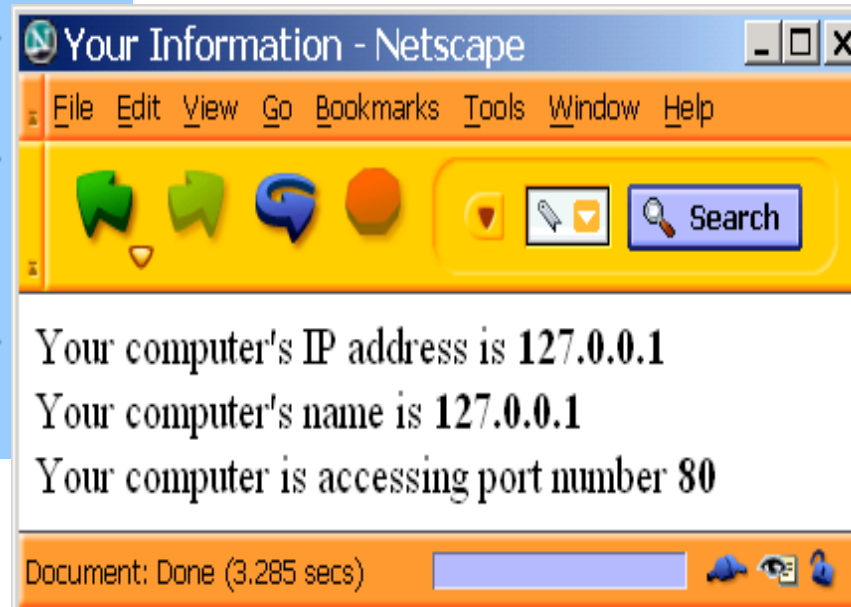 Your Information - Netscape
File Edit View Go Bookmarks Tools Window Help
Search
Your computer's IP address is 127.0.0.1
Your computer's name is 127.0.0.1
Your computer is accessing port number 80
Document: Done (3.285 secs)